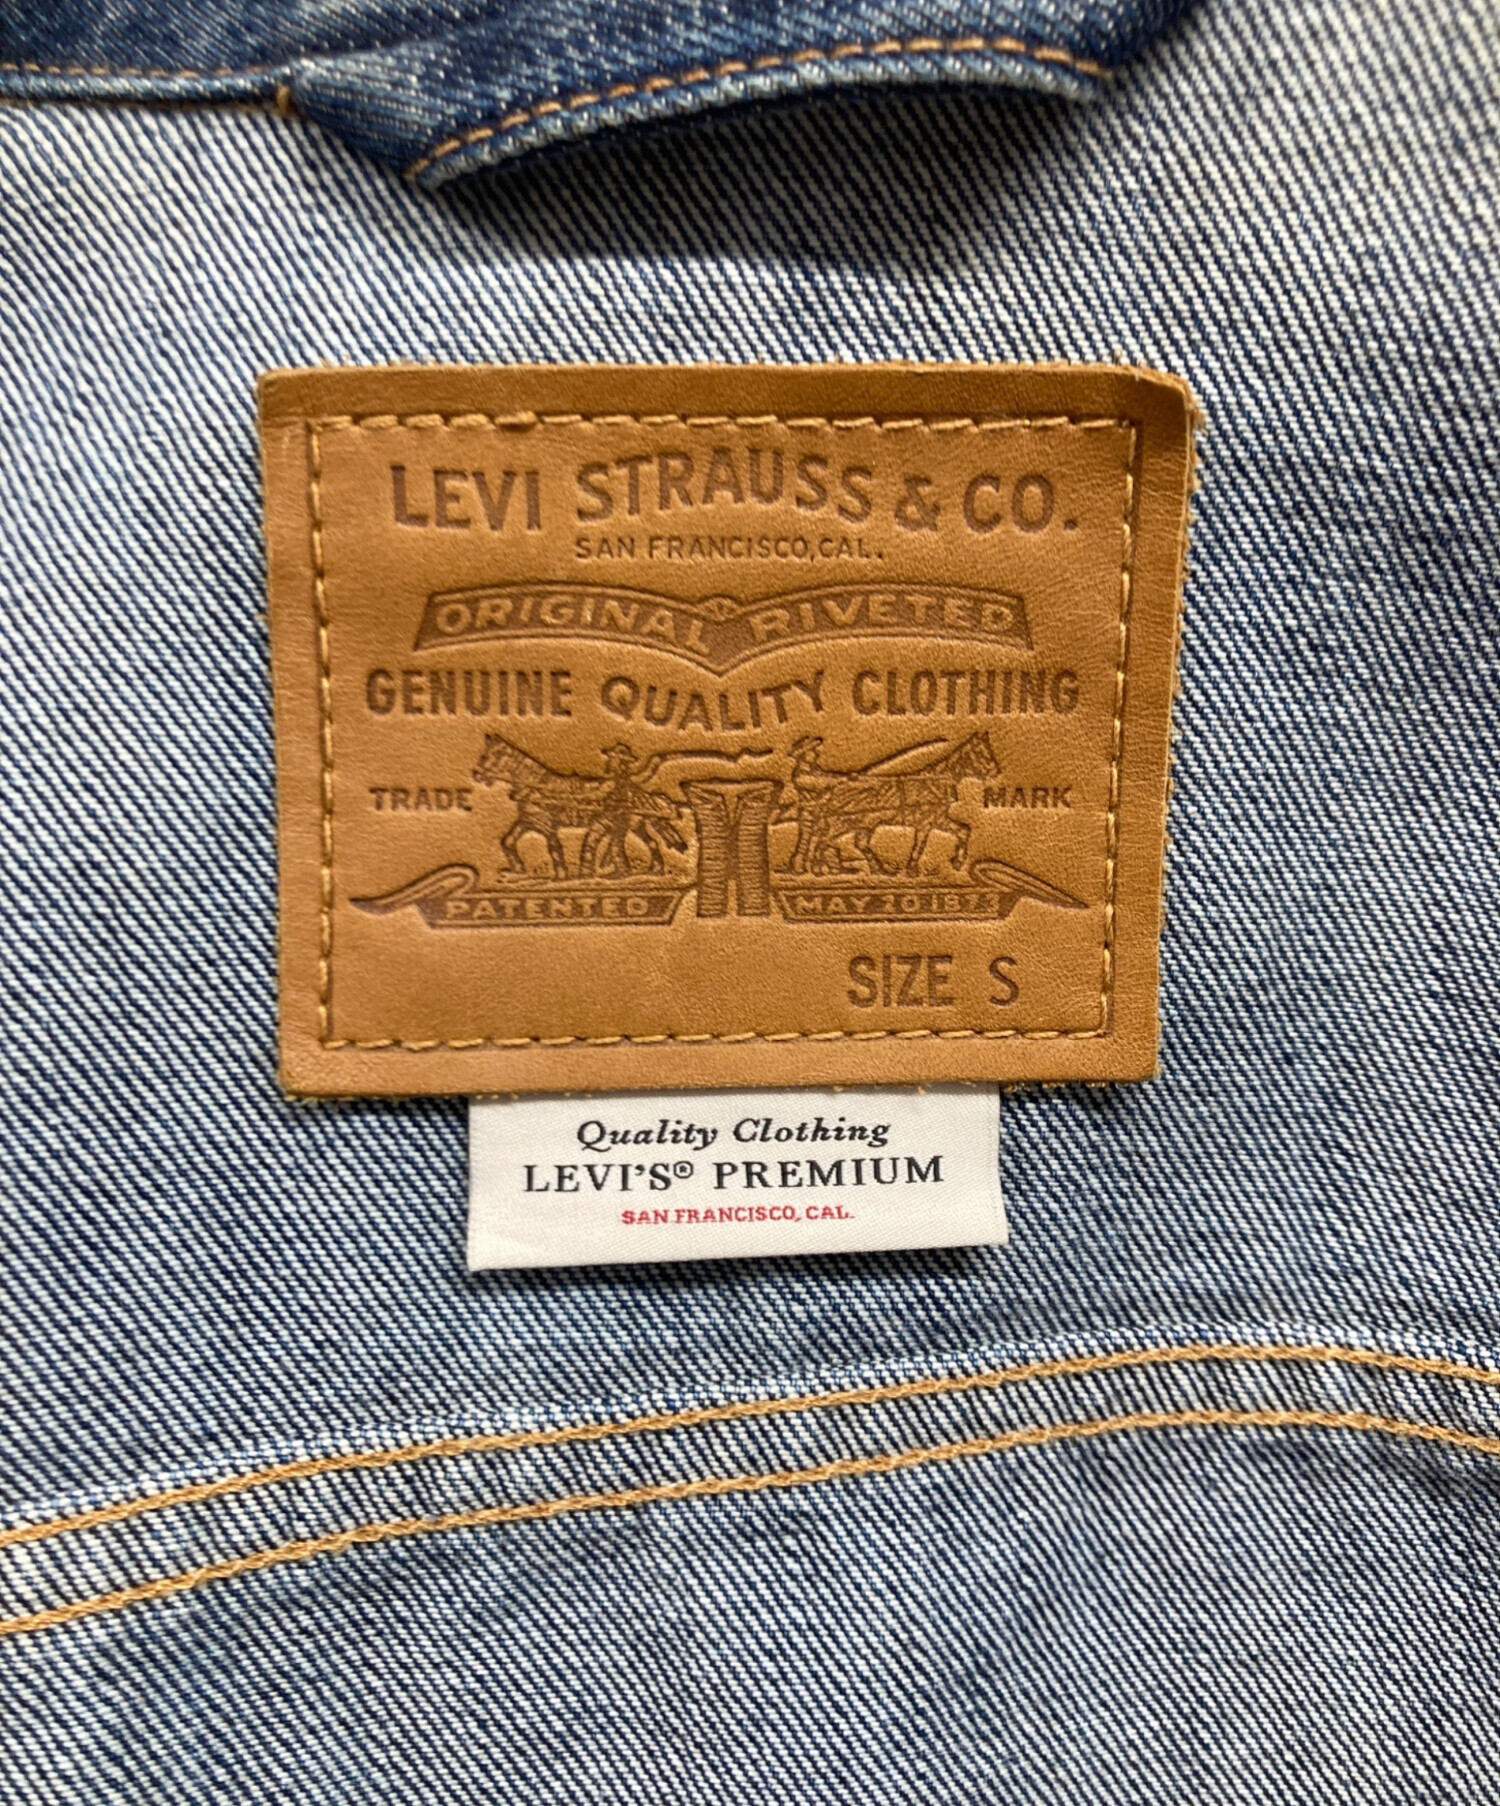 LEVI STRAUSS & CO.
SAN FRANCISCO, CAL.
ORIGINAL RIVETED
GENUINE QUALITY CLOTHING
TRADE MARK
PATENTED MAY 20 1873
SIZE S
Quality Clothing
LEVI'S® PREMIUM
SAN FRANCISCO, CAL.